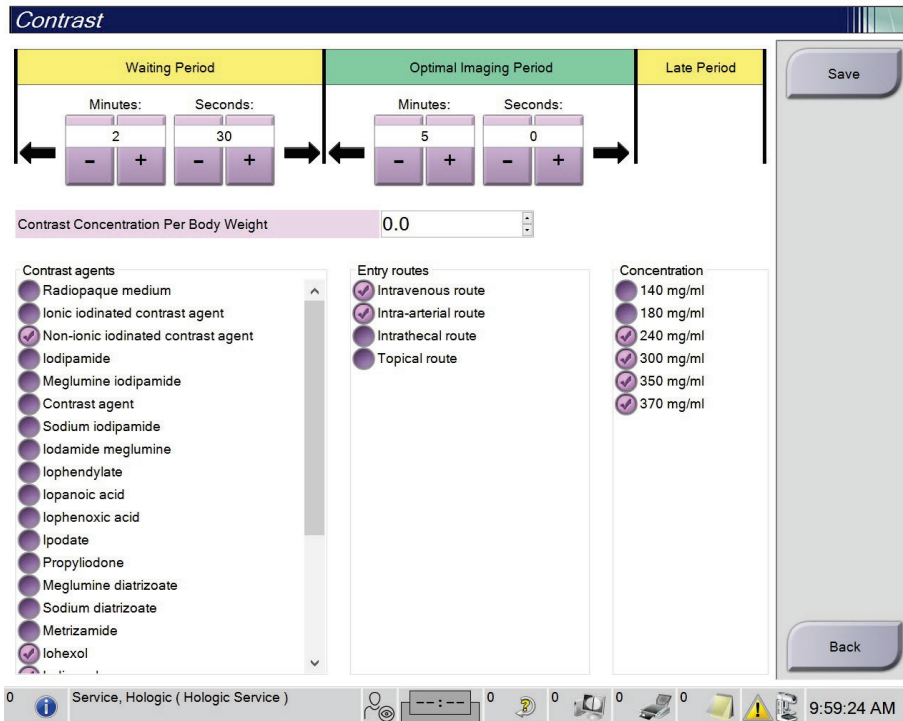 Contrast
Waiting Period
Optimal Imaging Period
Late Period
Save
Minutes:
Seconds:
Minutes:
Seconds:
2
30
5
0
- + - + - + - +
Contrast Concentration Per Body Weight
0.0
Contrast agents
Radiopaque medium
Ionic iodinated contrast agent
Non-ionic iodinated contrast agent
Iodipamide
Meglumine iodipamide
Contrast agent
Sodium iodipamide
Iodamide meglumine
Iophendylate
Iopanoic acid
Iophenoxic acid
Ipodate
Propyliodone
Meglumine diatrizoate
Sodium diatrizoate
Metrizamide
Iohexol
Entry routes
Intravenous route
Intra-arterial route
Intrathecal route
Topical route
Concentration
140 mg/ml
180 mg/ml
240 mg/ml
300 mg/ml
350 mg/ml
370 mg/ml
Back
0 Service, Hologic ( Hologic Service ) --:-- 0 0 0 0 9:59:24 AM